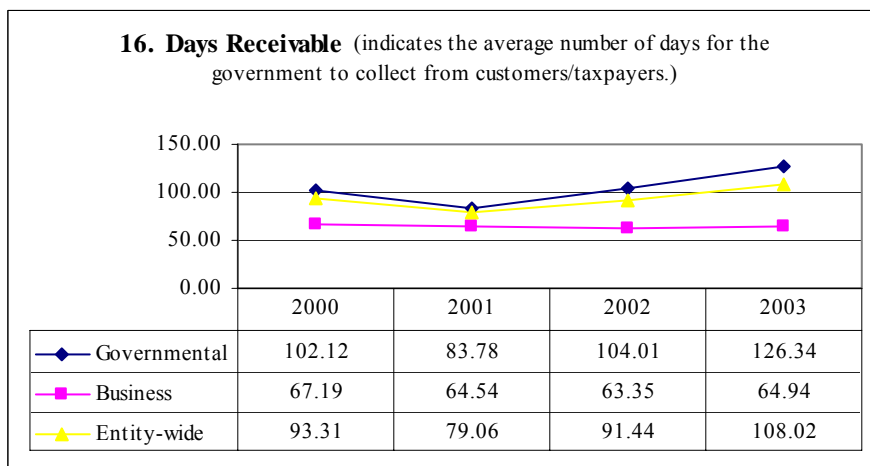 16. Days Receivable (indicates the average number of days for the
government to collect from customers/taxpayers.)
150.00
100.00
50.00
0.00
2000 2001 2002 2003
Governmental 102.12 83.78 104.01 126.34
Business 67.19 64.54 63.35 64.94
Entity-wide 93.31 79.06 91.44 108.02